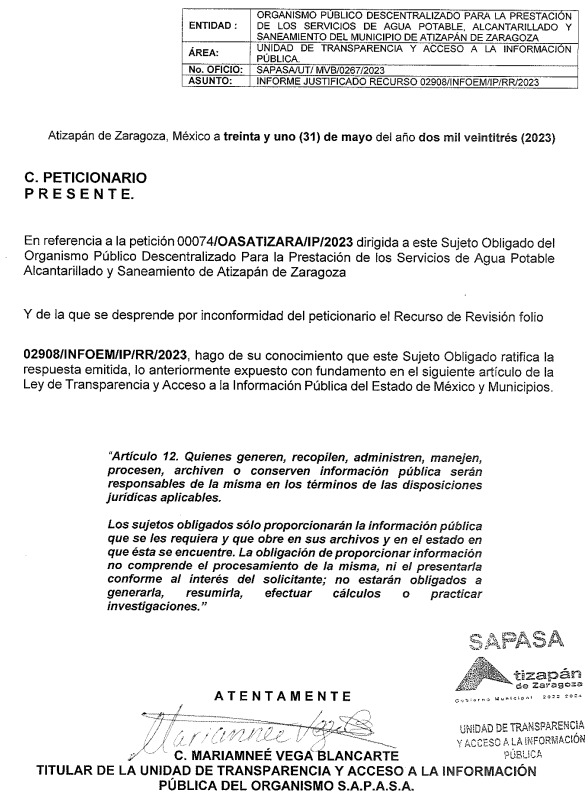 ENTIDAD : ORGANISMO PÚBLICO DESCENTRALIZADO PARA LA PRESTACIÓN
DE LOS SERVICIOS DE AGUA POTABLE, ALCANTARILLADO Y
SANEAMIENTO DEL MUNICIPIO DE ATIZAPÁN DE ZARAGOZA
ÁREA: UNIDAD DE TRANSPARENCIA Y ACCESO A LA INFORMACIÓN
PÚBLICA.
No. OFICIO: SAPASA/UT/ MVB/0267/2023
ASUNTO: INFORME JUSTIFICADO RECURSO 02908/INFOEM/IP/RR/2023
Atizapán de Zaragoza, México a treinta y uno (31) de mayo del año dos mil veintitrés (2023)
C. PETICIONARIO
P R E S E N T E.
En referencia a la petición 00074/OASATIZARA/IP/2023 dirigida a este Sujeto Obligado del
Organismo Público Descentralizado Para la Prestación de los Servicios de Agua Potable
Alcantarillado y Saneamiento de Atizapán de Zaragoza
Y de la que se desprende por inconformidad del peticionario el Recurso de Revisión folio
02908/INFOEM/IP/RR/2023, hago de su conocimiento que este Sujeto Obligado ratifica la
respuesta emitida, lo anteriormente expuesto con fundamento en el siguiente artículo de la
Ley de Transparencia y Acceso a la Información Pública del Estado de México y Municipios.
"Artículo 12. Quienes generen, recopilen, administren, manejen,
procesen, archiven o conserven información pública serán
responsables de la misma en los términos de las disposiciones
jurídicas aplicables.
Los sujetos obligados sólo proporcionarán la información pública
que se les requiera y que obre en sus archivos y en el estado en
que ésta se encuentre. La obligación de proporcionar información
no comprende el procesamiento de la misma, ni el presentarla
conforme al interés del solicitante; no estarán obligados a
generarla, resumirla, efectuar cálculos o practicar
investigaciones."
SAPASA
Atizapán
de Zaragoza
Gobierno Municipal 2022-2024
UNIDAD DE TRANSPARENCIA
Y ACCESO A LA INFORMACIÓN
PÚBLICA
A T E N T A M E N T E
Mariamneé Vega B
C. MARIAMNEÉ VEGA BLANCARTE
TITULAR DE LA UNIDAD DE TRANSPARENCIA Y ACCESO A LA INFORMACIÓN
PÚBLICA DEL ORGANISMO S.A.P.A.S.A.